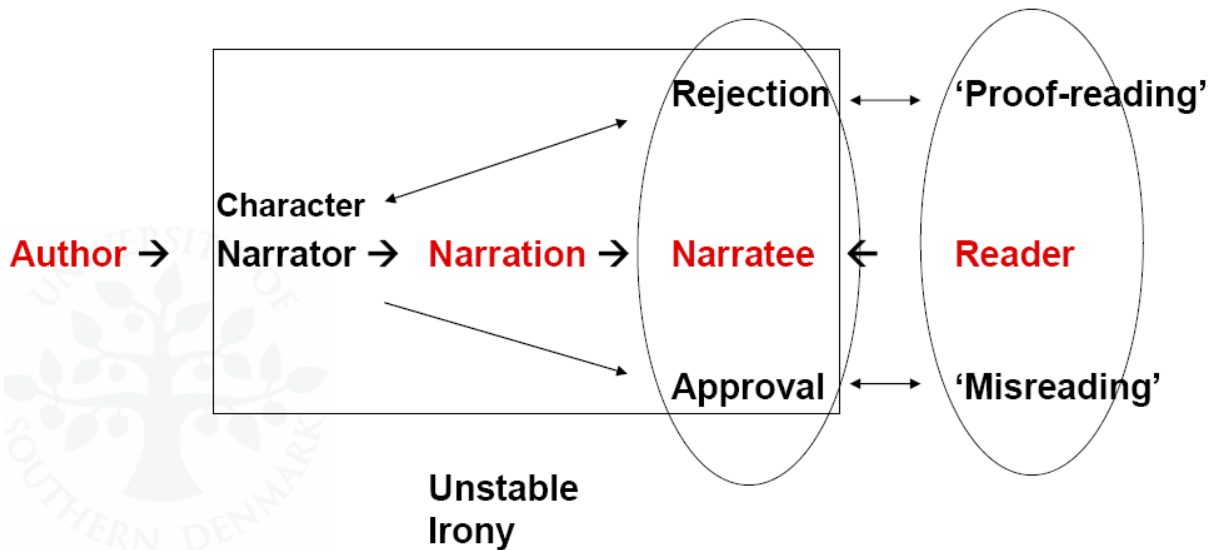 Rejection ‘Proof-reading’
Character
Author → Narrator → Narration → Narratee ← Reader
Approval ‘Misreading’
Unstable
Irony
UNIVERSITY OF
SOUTHERN DENMARK